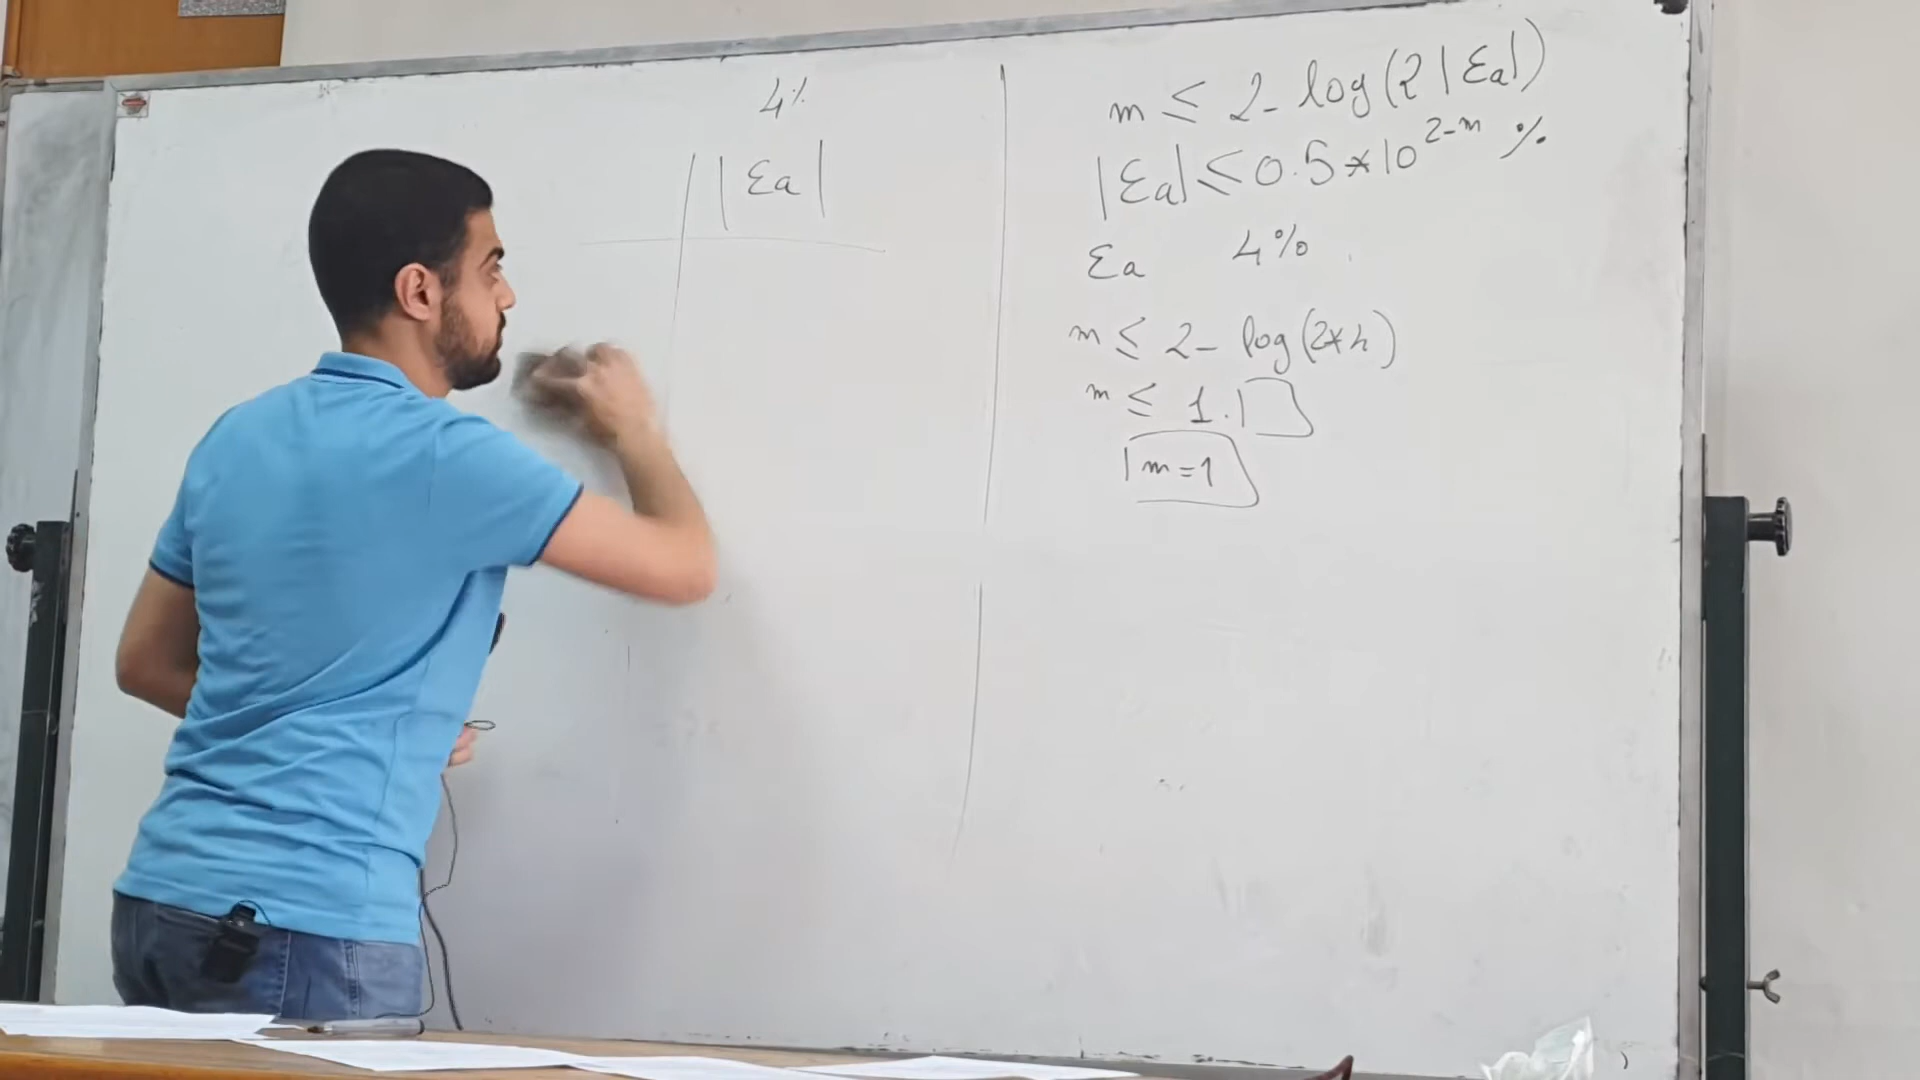 4%
|εa|
m ≤ 2 - log(2|εa|)
|εa| ≤ 0.5*10^{2-m} %
εa 4%
m ≤ 2 - log(2*4)
m ≤ 1.
m = 1